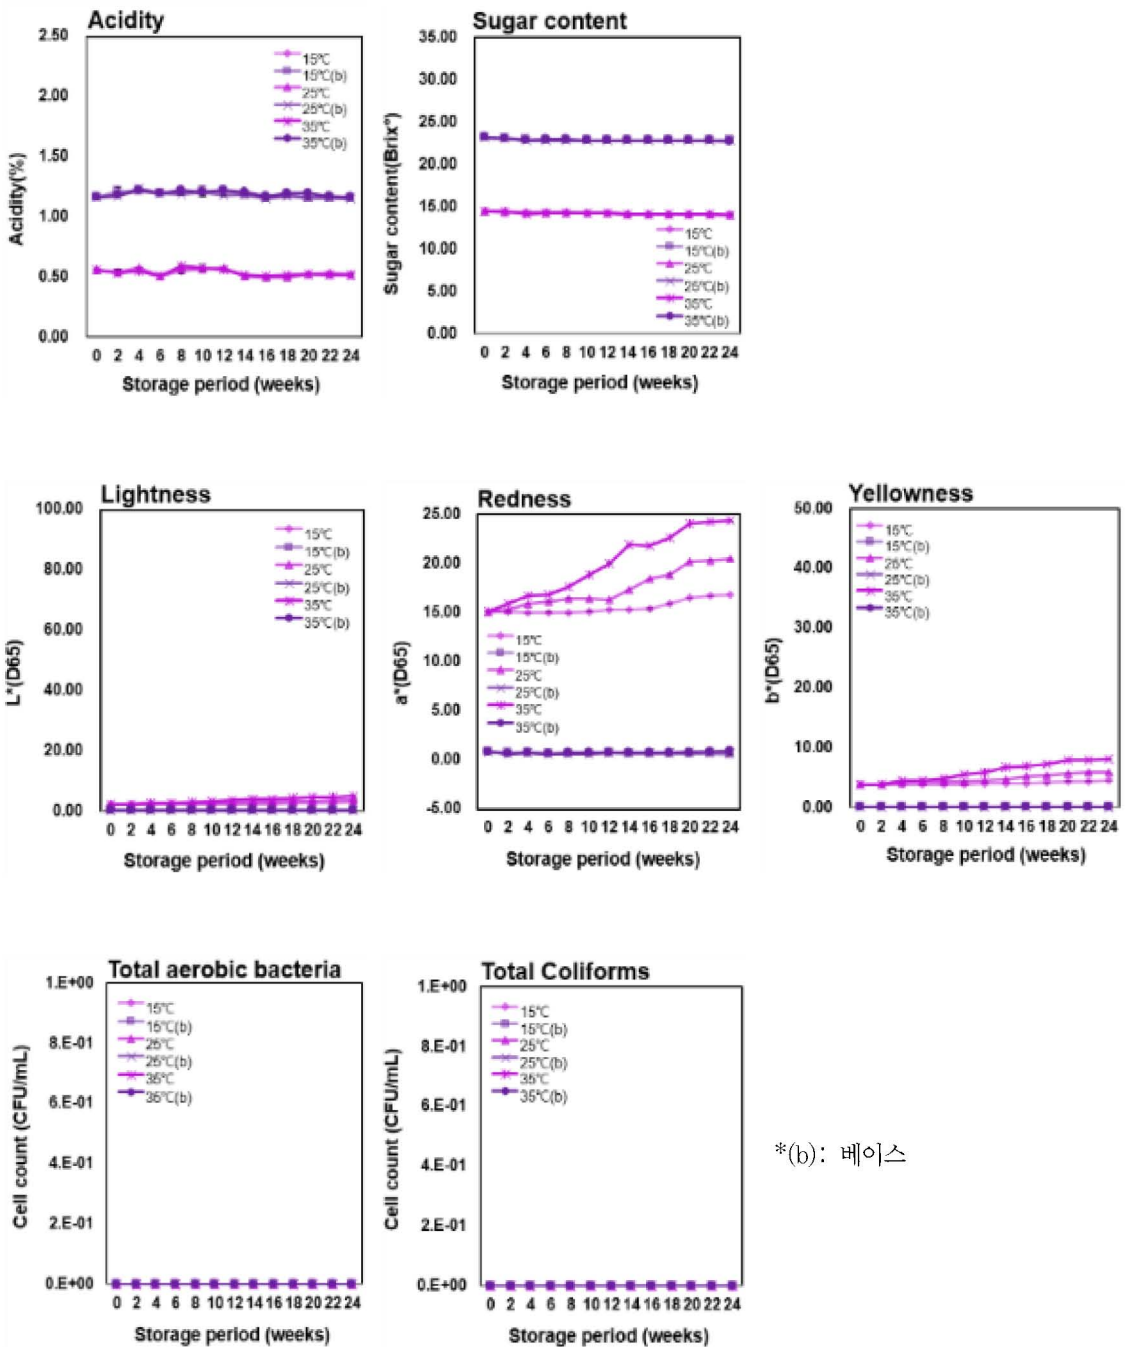 Acidity
2.50
2.00
1.50
1.00
0.50
0.00
Acidity(%)
15℃
15℃(b)
25℃
25℃(b)
35℃
35℃(b)
0 2 4 6 8 10 12 14 16 18 20 22 24
Storage period (weeks)
Sugar content
35.00
30.00
25.00
20.00
15.00
10.00
5.00
0.00
Sugar content(Brix°)
15℃
15℃(b)
25℃
25℃(b)
35℃
35℃(b)
0 2 4 6 8 10 12 14 16 18 20 22 24
Storage period (weeks)
Lightness
100.00
80.00
60.00
40.00
20.00
0.00
L*(D65)
15℃
15℃(b)
25℃
25℃(b)
35℃
35℃(b)
0 2 4 6 8 10 12 14 16 18 20 22 24
Storage period (weeks)
Redness
25.00
20.00
15.00
10.00
5.00
0.00
-5.00
a*(D65)
15℃
15℃(b)
25℃
25℃(b)
35℃
35℃(b)
0 2 4 6 8 10 12 14 16 18 20 22 24
Storage period (weeks)
Yellowness
50.00
40.00
30.00
20.00
10.00
0.00
b*(D65)
15℃
15℃(b)
25℃
25℃(b)
35℃
35℃(b)
0 2 4 6 8 10 12 14 16 18 20 22 24
Storage period (weeks)
Total aerobic bacteria
1.E+00
8.E-01
6.E-01
4.E-01
2.E-01
0.E+00
Cell count (CFU/mL)
15℃
15℃(b)
25℃
25℃(b)
35℃
35℃(b)
0 2 4 6 8 10 12 14 16 18 20 22 24
Storage period (weeks)
Total Coliforms
1.E+00
8.E-01
6.E-01
4.E-01
2.E-01
0.E+00
Cell count (CFU/mL)
15℃
15℃(b)
25℃
25℃(b)
35℃
35℃(b)
0 2 4 6 8 10 12 14 16 18 20 22 24
Storage period (weeks)
*(b): 베이스